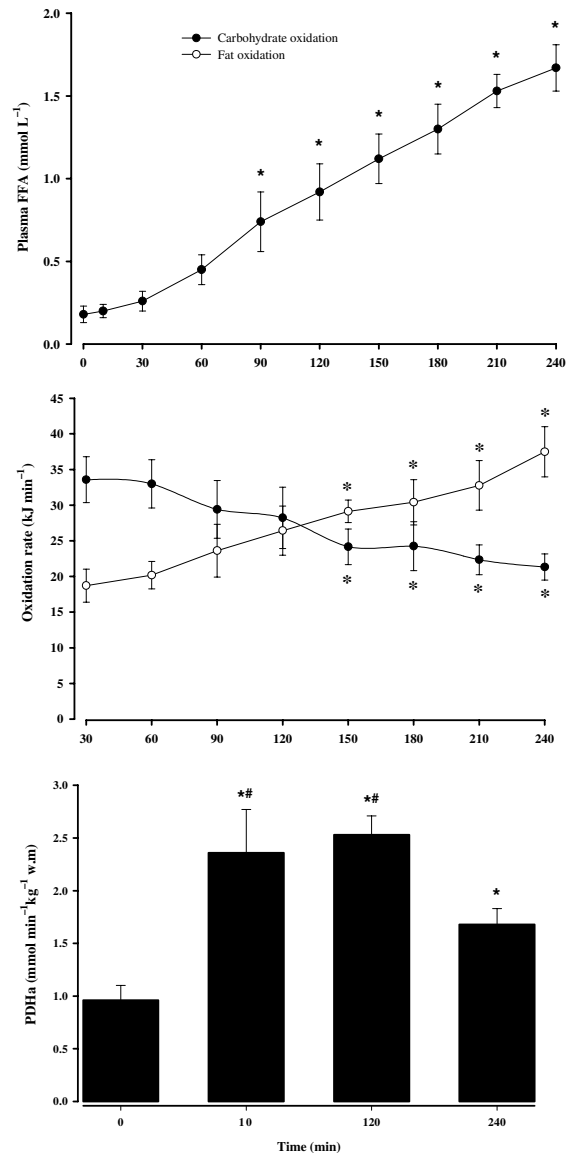 Carbohydrate oxidation
Fat oxidation
Plasma FFA (mmol L⁻¹)
2.0
1.5
1.0
0.5
0.0
* * * * * *
0 30 60 90 120 150 180 210 240
Oxidation rate (kJ min⁻¹)
45
40
35
30
25
20
15
10
5
0
* * * *
* * * *
30 60 90 120 150 180 210 240
PDHa (mmol min⁻¹kg⁻¹ w.m)
3.0
2.5
2.0
1.5
1.0
0.5
0.0
*# *# *
0 10 120 240
Time (min)